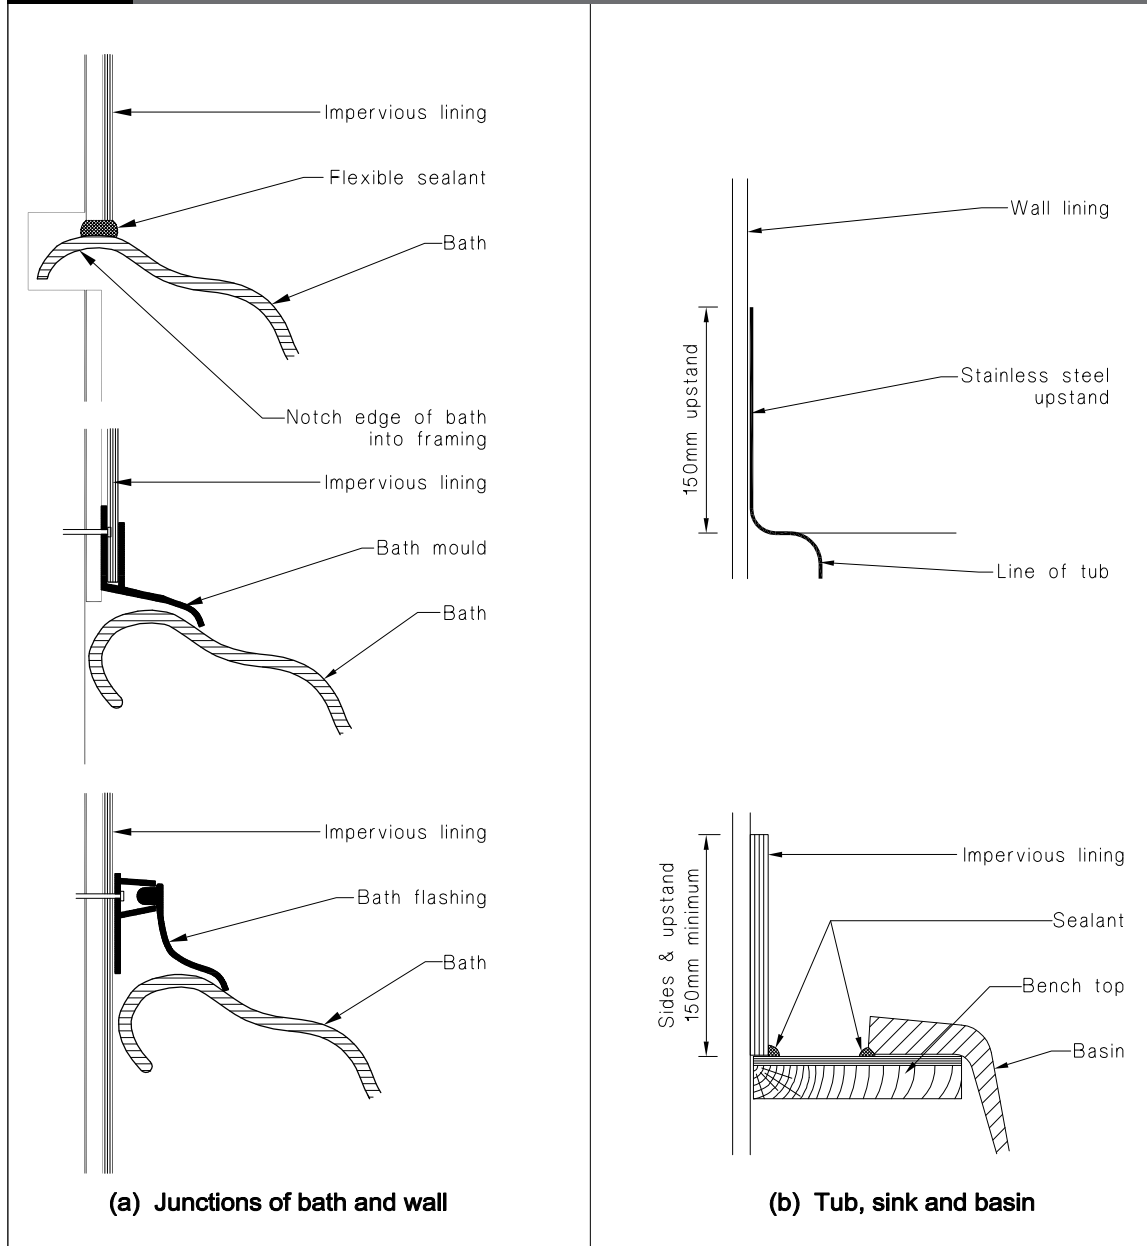 Impervious lining
Flexible sealant
Bath
Notch edge of bath
into framing
Impervious lining
Bath mould
Bath
Impervious lining
Bath flashing
Bath
(a) Junctions of bath and wall
Wall lining
150mm upstand
Stainless steel
upstand
Line of tub
Sides & upstand
150mm minimum
Impervious lining
Sealant
Bench top
Basin
(b) Tub, sink and basin